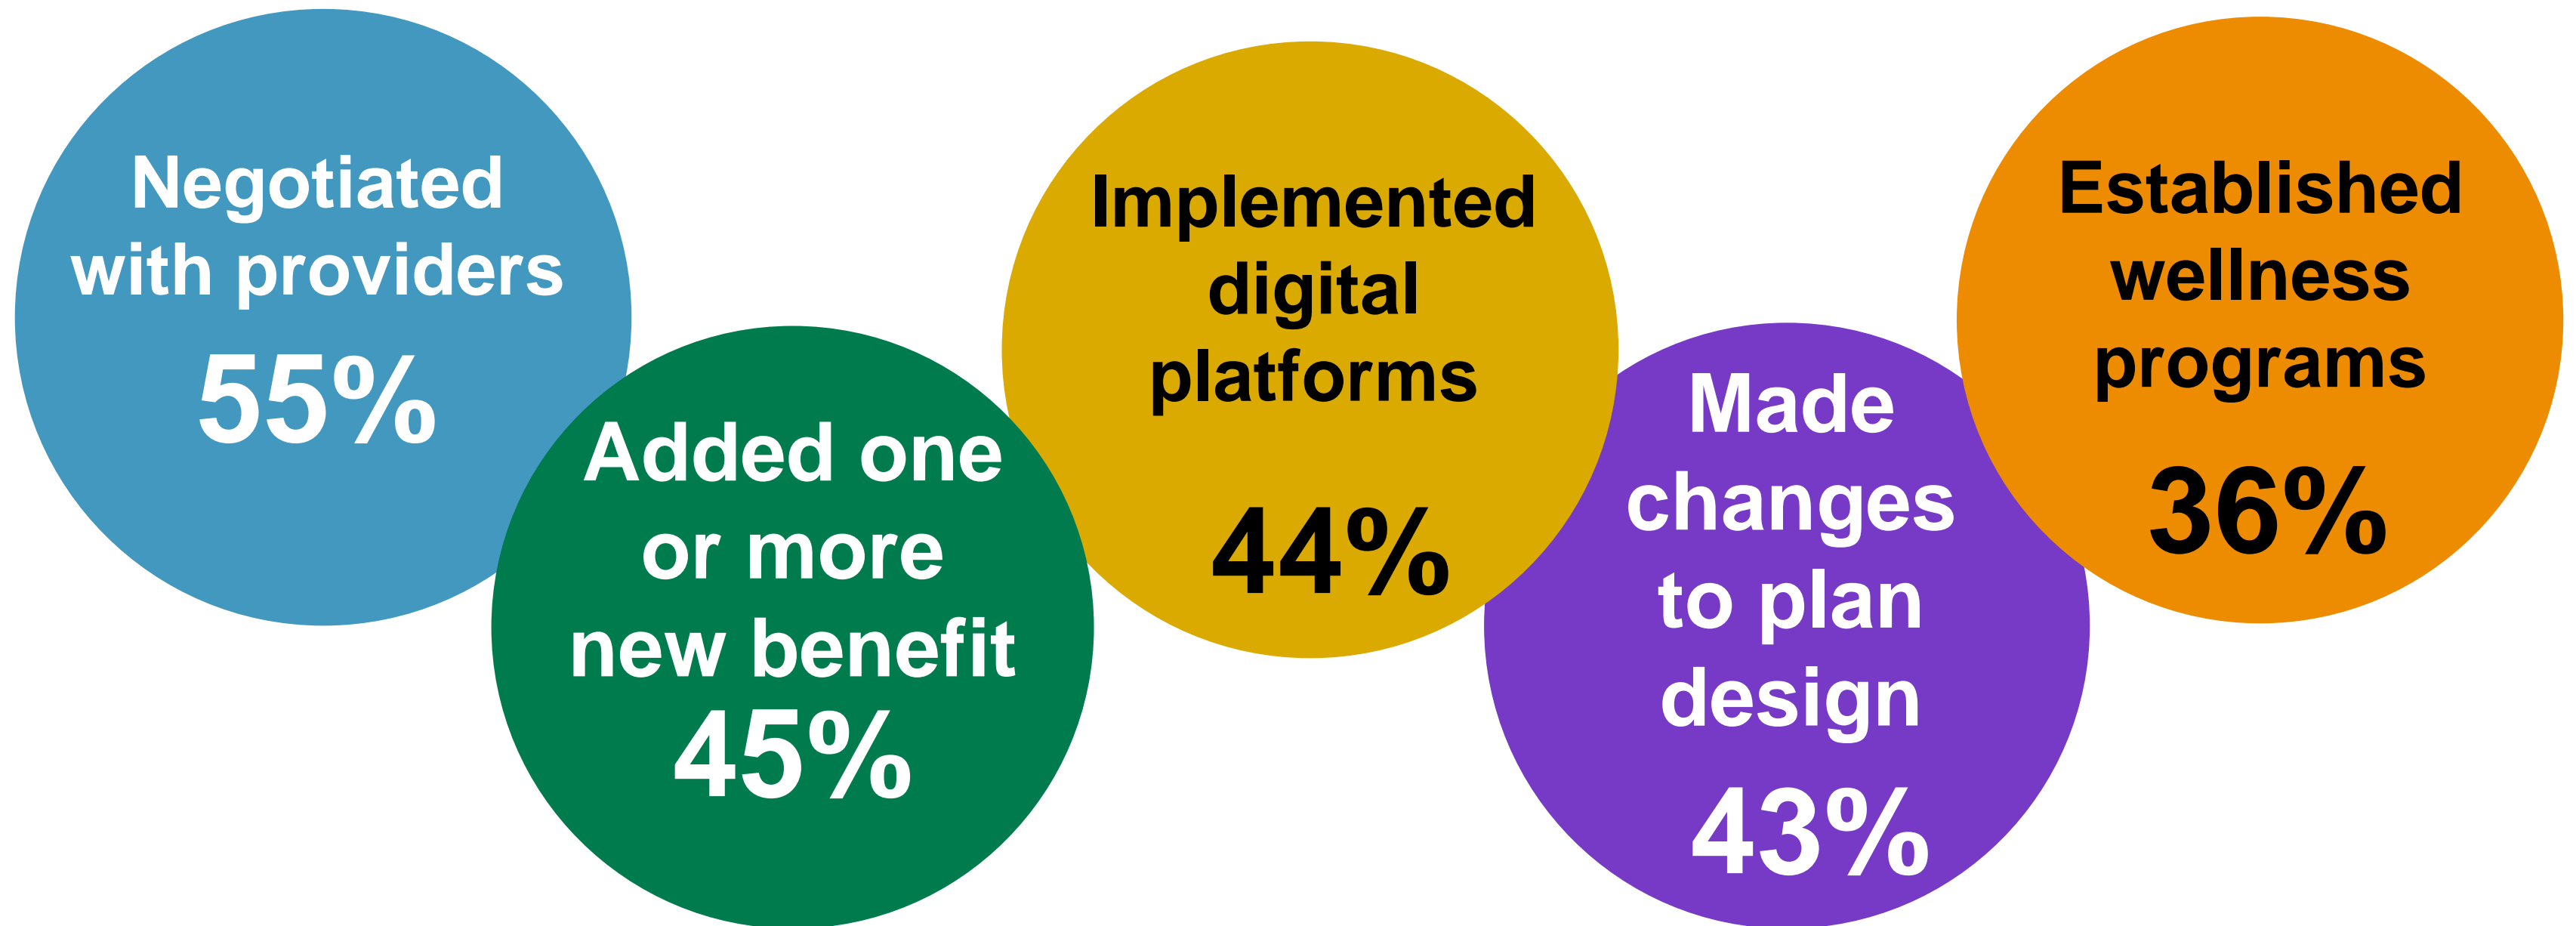 Negotiated
with providers
55%
Added one
or more
new benefit
45%
Implemented
digital
platforms
44%
Made
changes
to plan
design
43%
Established
wellness
programs
36%